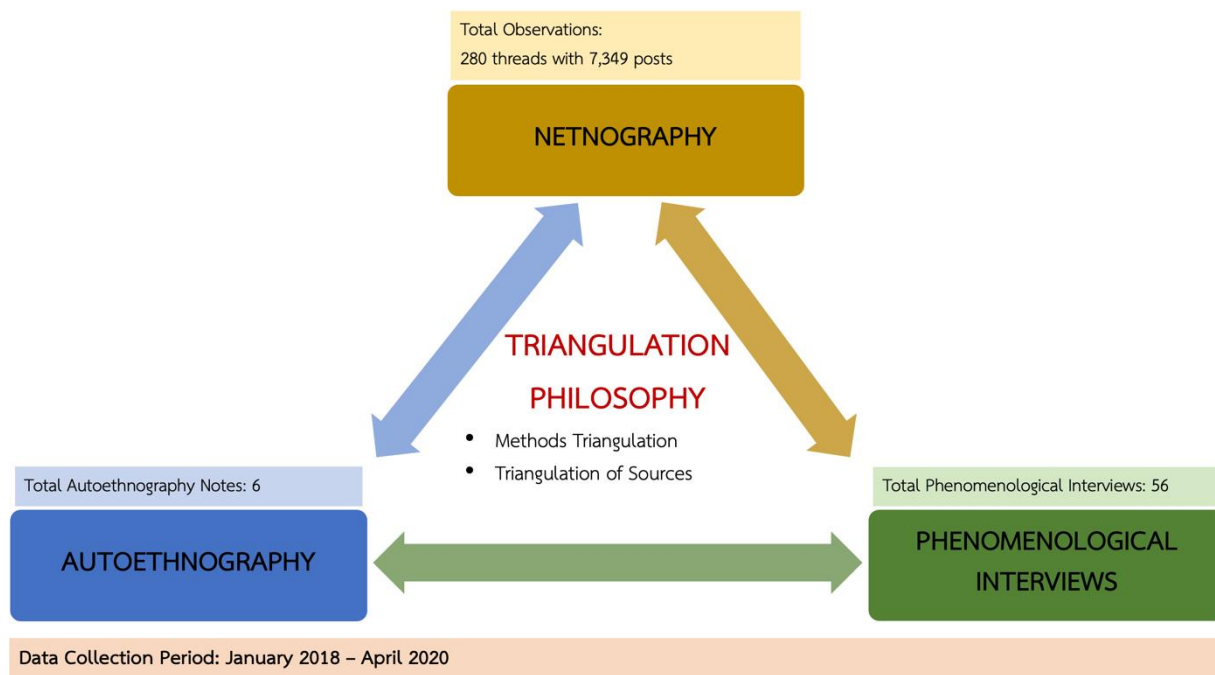 Total Observations:
280 threads with 7,349 posts
NETNOGRAPHY
TRIANGULATION
PHILOSOPHY
• Methods Triangulation
• Triangulation of Sources
Total Autoethnography Notes: 6
AUTOETHNOGRAPHY
Total Phenomenological Interviews: 56
PHENOMENOLOGICAL
INTERVIEWS
Data Collection Period: January 2018 – April 2020